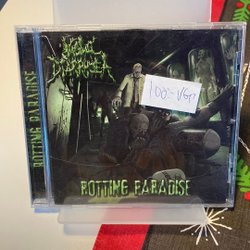 ROTTING PARADISE
100:- VG+
ROTTING PARADISE